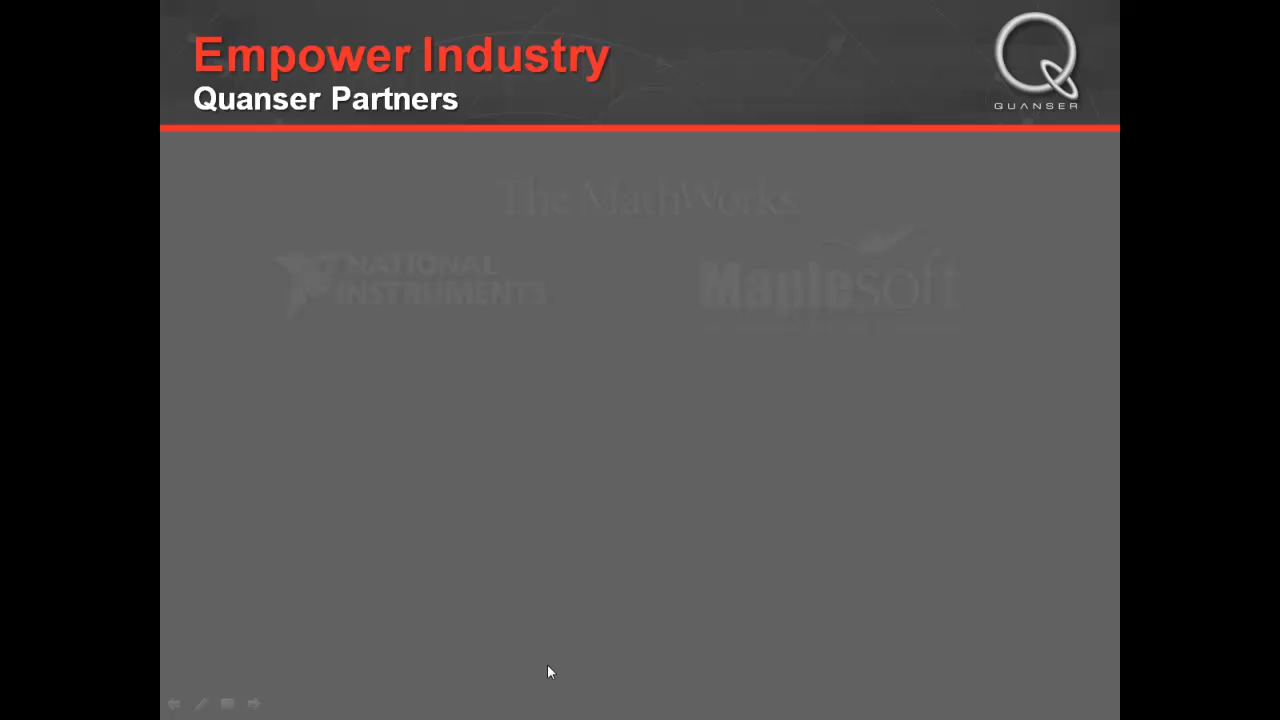 Empower Industry
Quanser Partners
QUANSER
The MathWorks
NATIONAL
INSTRUMENTS
Maplesoft